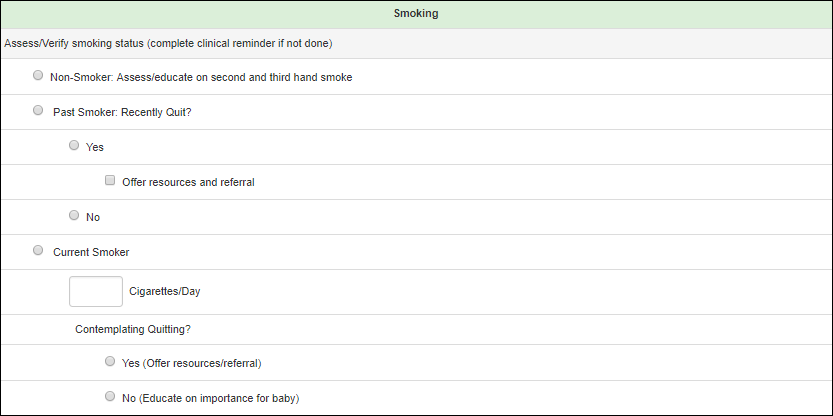 Smoking
Assess/Verify smoking status (complete clinical reminder if not done)
Non-Smoker: Assess/educate on second and third hand smoke
Past Smoker: Recently Quit?
Yes
Offer resources and referral
No
Current Smoker
Cigarettes/Day
Contemplating Quitting?
Yes (Offer resources/referral)
No (Educate on importance for baby)